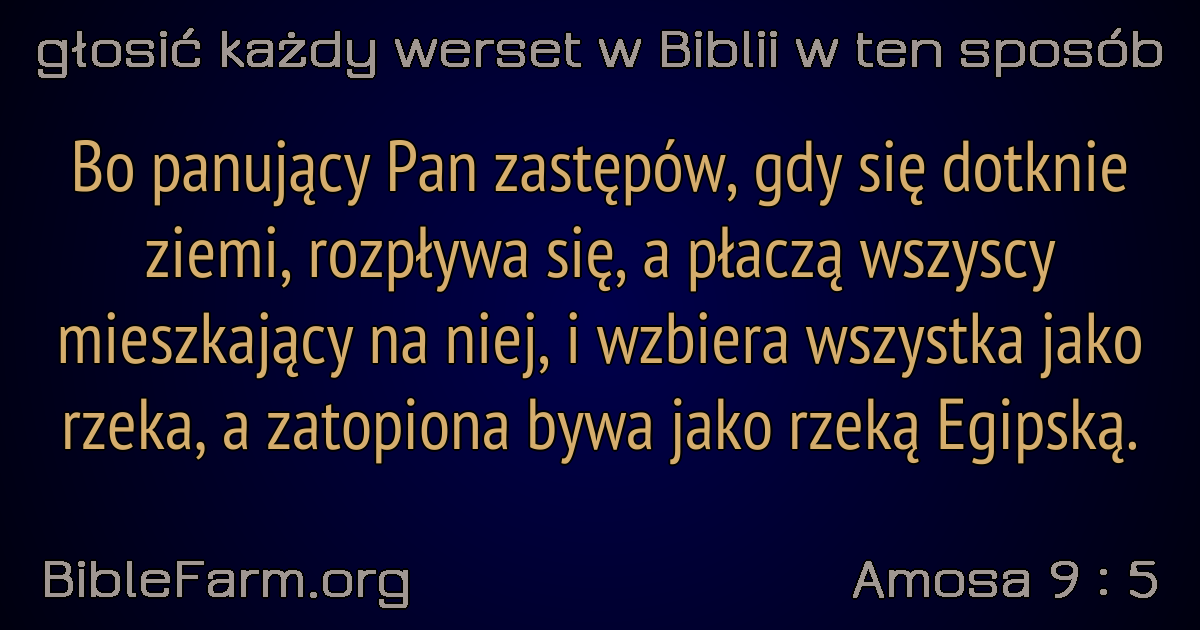 głosić każdy werset w Biblii w ten sposób
Bo panujący Pan zastępów, gdy się dotknie
ziemi, rozpływa się, a płaczą wszyscy
mieszkający na niej, i wzbiera wszystka jako
rzeka, a zatopiona bywa jako rzeką Egipską.
BibleFarm.org
Amosa 9 : 5